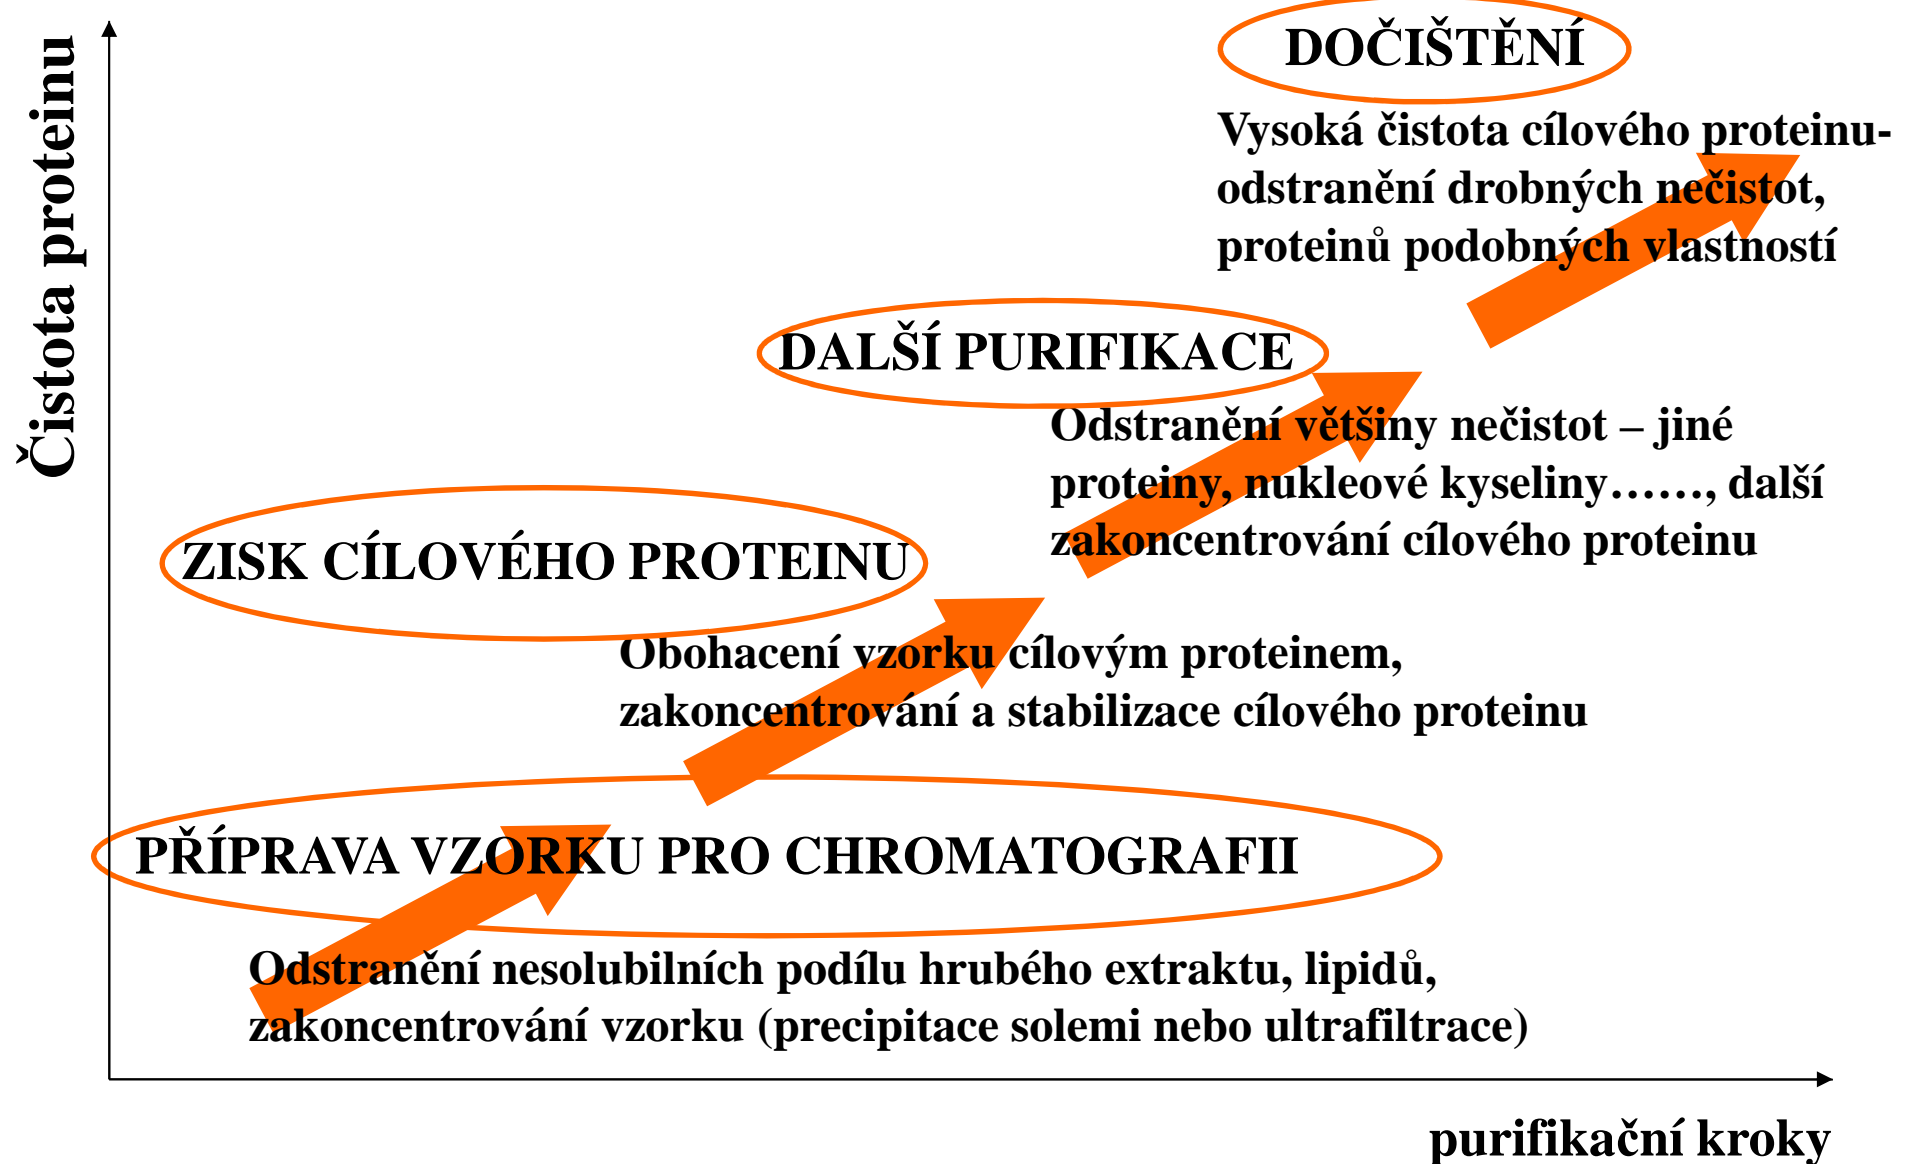 Čistota proteinu
DOČIŠTĚNÍ
Vysoká čistota cílového proteinu-
odstranění drobných nečistot,
proteinů podobných vlastností
DALŠÍ PURIFIKACE
Odstranění většiny nečistot – jiné
proteiny, nukleové kyseliny……, další
zakoncentrování cílového proteinu
ZISK CÍLOVÉHO PROTEINU
Obohacení vzorku cílovým proteinem,
zakoncentrování a stabilizace cílového proteinu
PŘÍPRAVA VZORKU PRO CHROMATOGRAFII
Odstranění nesolubilních podílu hrubého extraktu, lipidů,
zakoncentrování vzorku (precipitace solemi nebo ultrafiltrace)
purifikační kroky